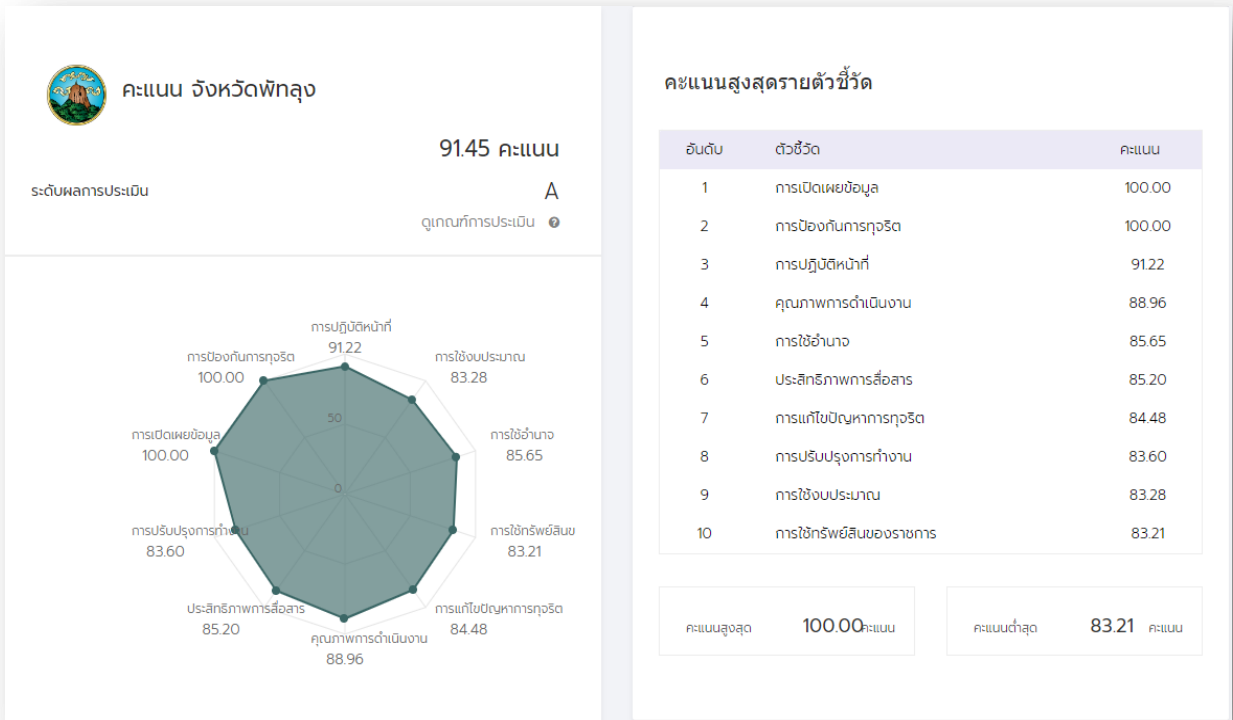 คะแนน จังหวัดพัทลุง
91.45 คะแนน
ระดับผลการประเมิน A
ดูเกณฑ์การประเมิน
การปฏิบัติหน้าที่
91.22
การป้องกันการทุจริต
100.00
การใช้งบประมาณ
83.28
50
การเปิดเผยข้อมูล
100.00
การใช้อำนาจ
85.65
0
การปรับปรุงการทำงาน
83.60
การใช้ทรัพย์สินข
83.21
ประสิทธิภาพการสื่อสาร
85.20
การแก้ไขปัญหาการทุจริต
84.48
คุณภาพการดำเนินงาน
88.96
คะแนนสูงสุดรายตัวชี้วัด
อันดับ ตัวชี้วัด คะแนน
1 การเปิดเผยข้อมูล 100.00
2 การป้องกันการทุจริต 100.00
3 การปฏิบัติหน้าที่ 91.22
4 คุณภาพการดำเนินงาน 88.96
5 การใช้อำนาจ 85.65
6 ประสิทธิภาพการสื่อสาร 85.20
7 การแก้ไขปัญหาการทุจริต 84.48
8 การปรับปรุงการทำงาน 83.60
9 การใช้งบประมาณ 83.28
10 การใช้ทรัพย์สินของราชการ 83.21
คะแนนสูงสุด 100.00 คะแนน
คะแนนต่ำสุด 83.21 คะแนน